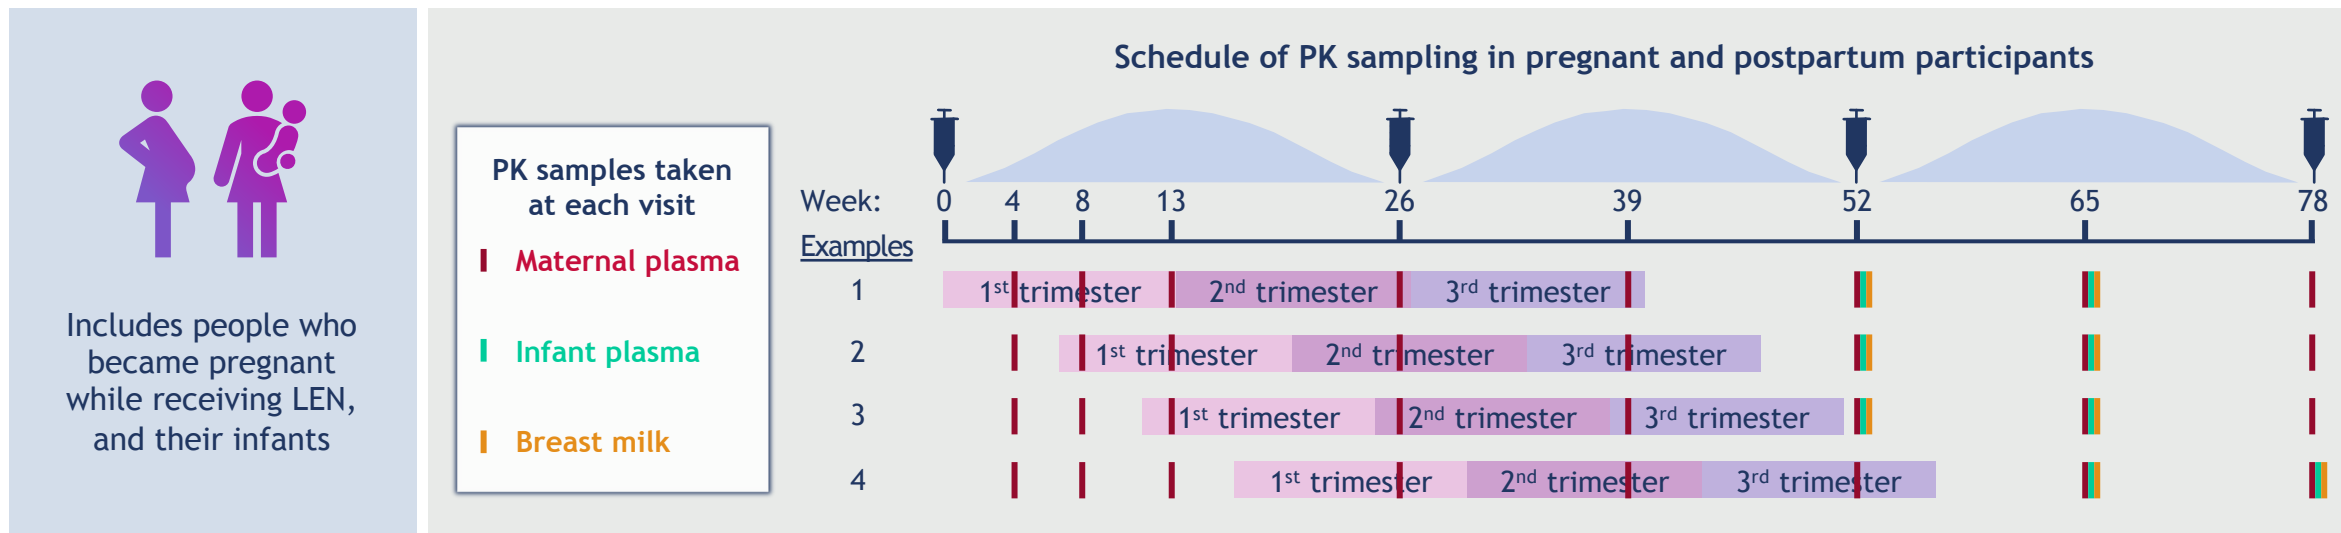 Includes people who
became pregnant
while receiving LEN,
and their infants
Schedule of PK sampling in pregnant and postpartum participants
PK samples taken
at each visit
Maternal plasma
Infant plasma
Breast milk
Week: 0 4 8 13 26 39 52 65 78
Examples
1 1st trimester 2nd trimester 3rd trimester
2 1st trimester 2nd trimester 3rd trimester
3 1st trimester 2nd trimester 3rd trimester
4 1st trimester 2nd trimester 3rd trimester